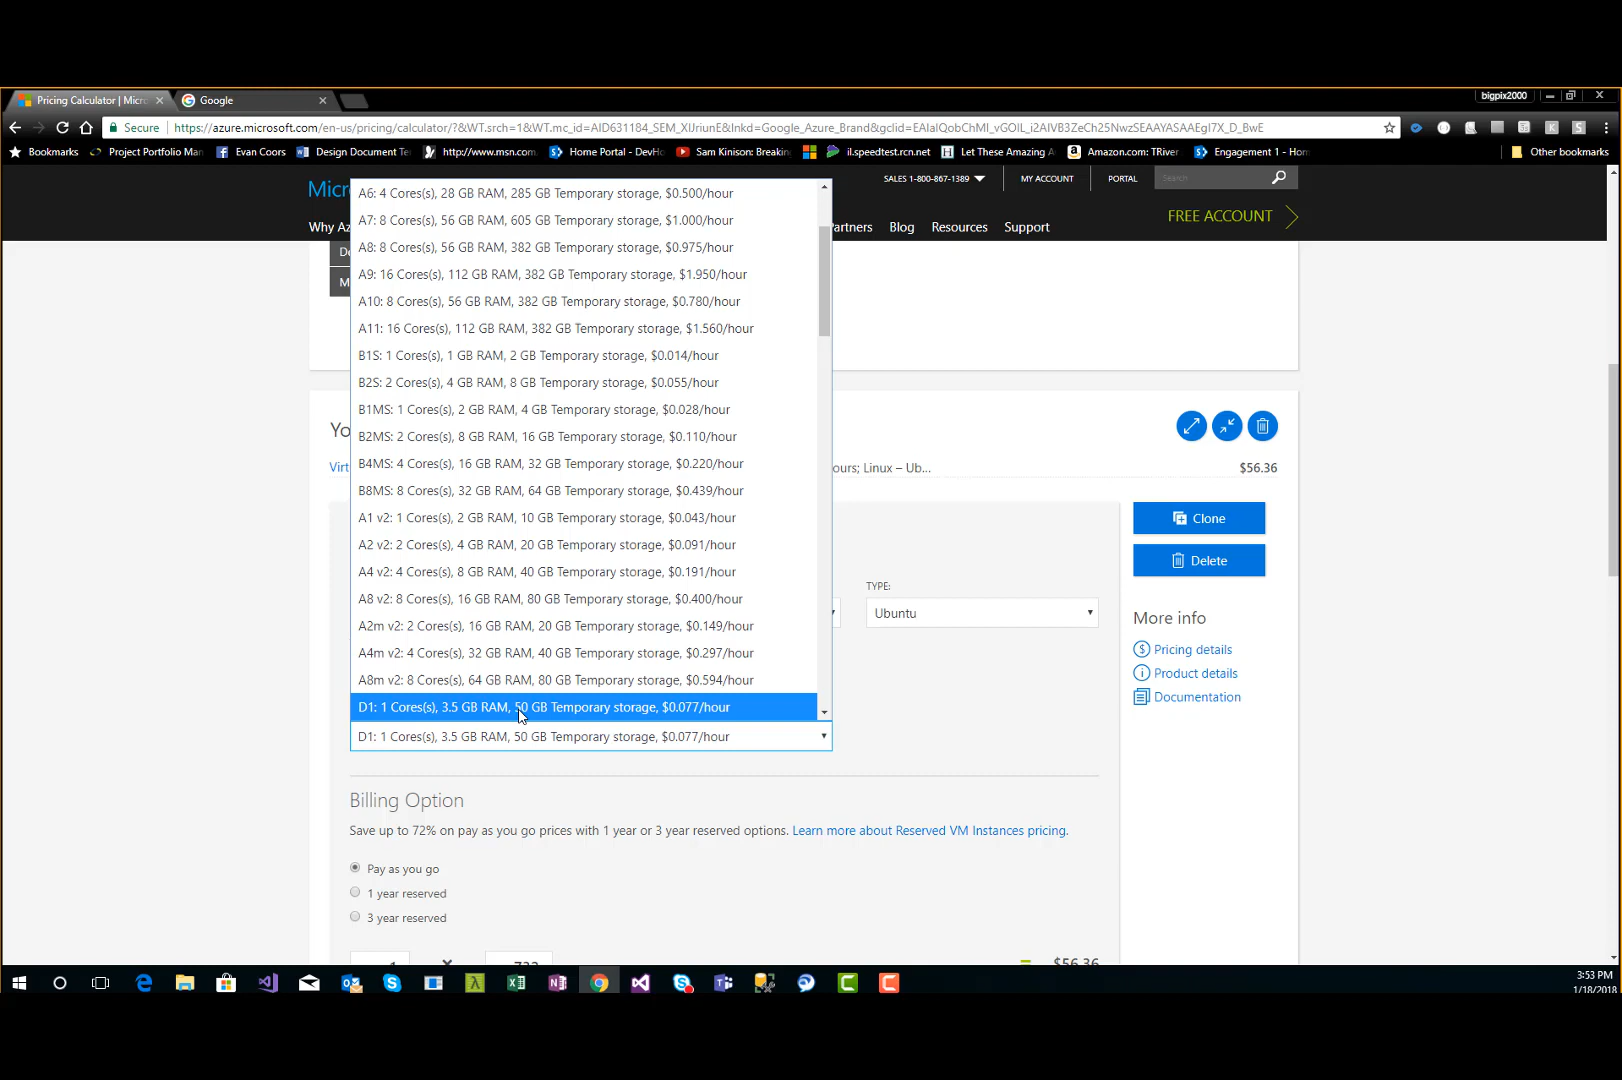 Pricing Calculator | Micro
Google
bigpix2000
Secure
https://azure.microsoft.com/en-us/pricing/calculator/?&WT.srch=1&WT.mc_id=AID631184_SEM_XlJriunE&lnkd=Google_Azure_Brand&gclid=EAIaIQobChMI_vGOlL_i2AIVB3ZeCh25NwzSEAAYASAAEgI7X_D_BwE
Bookmarks
Project Portfolio Man
Evan Coors
Design Document Te
http://www.msn.com
Home Portal - DevHo
Sam Kinison: Breakin
il.speedtest.rcn.net
Let These Amazing A
Amazon.com: TRiver
Engagement 1 - Hom
Other bookmarks
Micr
SALES 1-800-867-1389
MY ACCOUNT
PORTAL
Search
FREE ACCOUNT
Why Az
artners
Blog
Resources
Support
De
M
A6: 4 Cores(s), 28 GB RAM, 285 GB Temporary storage, $0.500/hour
A7: 8 Cores(s), 56 GB RAM, 605 GB Temporary storage, $1.000/hour
A8: 8 Cores(s), 56 GB RAM, 382 GB Temporary storage, $0.975/hour
A9: 16 Cores(s), 112 GB RAM, 382 GB Temporary storage, $1.950/hour
A10: 8 Cores(s), 56 GB RAM, 382 GB Temporary storage, $0.780/hour
A11: 16 Cores(s), 112 GB RAM, 382 GB Temporary storage, $1.560/hour
B1S: 1 Cores(s), 1 GB RAM, 2 GB Temporary storage, $0.014/hour
B2S: 2 Cores(s), 4 GB RAM, 8 GB Temporary storage, $0.055/hour
B1MS: 1 Cores(s), 2 GB RAM, 4 GB Temporary storage, $0.028/hour
B2MS: 2 Cores(s), 8 GB RAM, 16 GB Temporary storage, $0.110/hour
B4MS: 4 Cores(s), 16 GB RAM, 32 GB Temporary storage, $0.220/hour
B8MS: 8 Cores(s), 32 GB RAM, 64 GB Temporary storage, $0.439/hour
A1 v2: 1 Cores(s), 2 GB RAM, 10 GB Temporary storage, $0.043/hour
A2 v2: 2 Cores(s), 4 GB RAM, 20 GB Temporary storage, $0.091/hour
A4 v2: 4 Cores(s), 8 GB RAM, 40 GB Temporary storage, $0.191/hour
A8 v2: 8 Cores(s), 16 GB RAM, 80 GB Temporary storage, $0.400/hour
A2m v2: 2 Cores(s), 16 GB RAM, 20 GB Temporary storage, $0.149/hour
A4m v2: 4 Cores(s), 32 GB RAM, 40 GB Temporary storage, $0.297/hour
A8m v2: 8 Cores(s), 64 GB RAM, 80 GB Temporary storage, $0.594/hour
D1: 1 Cores(s), 3.5 GB RAM, 50 GB Temporary storage, $0.077/hour
D1: 1 Cores(s), 3.5 GB RAM, 50 GB Temporary storage, $0.077/hour
Yo
Virt
ours; Linux – Ub...
$56.36
TYPE:
Ubuntu
Clone
Delete
More info
Pricing details
Product details
Documentation
Billing Option
Save up to 72% on pay as you go prices with 1 year or 3 year reserved options. Learn more about Reserved VM Instances pricing.
Pay as you go
1 year reserved
3 year reserved
1 × 732 = $56.36
3:53 PM
1/18/2018